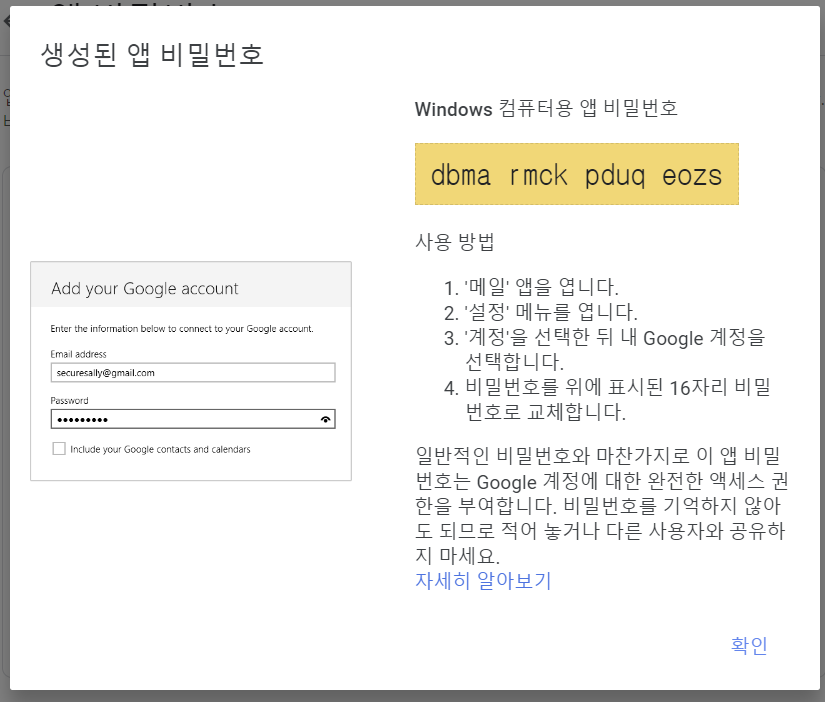 생성된 앱 비밀번호
Windows 컴퓨터용 앱 비밀번호
dbma rmck pduq eozs
사용 방법
1. '메일' 앱을 엽니다.
2. '설정' 메뉴를 엽니다.
3. '계정'을 선택한 뒤 내 Google 계정을
선택합니다.
4. 비밀번호를 위에 표시된 16자리 비밀
번호로 교체합니다.
일반적인 비밀번호와 마찬가지로 이 앱 비밀
번호는 Google 계정에 대한 완전한 액세스 권
한을 부여합니다. 비밀번호를 기억하지 않아
도 되므로 적어 놓거나 다른 사용자와 공유하
지 마세요.
자세히 알아보기
Add your Google account
Enter the information below to connect to your Google account.
Email address
securesally@gmail.com
Password
•••••••••
Include your Google contacts and calendars
확인